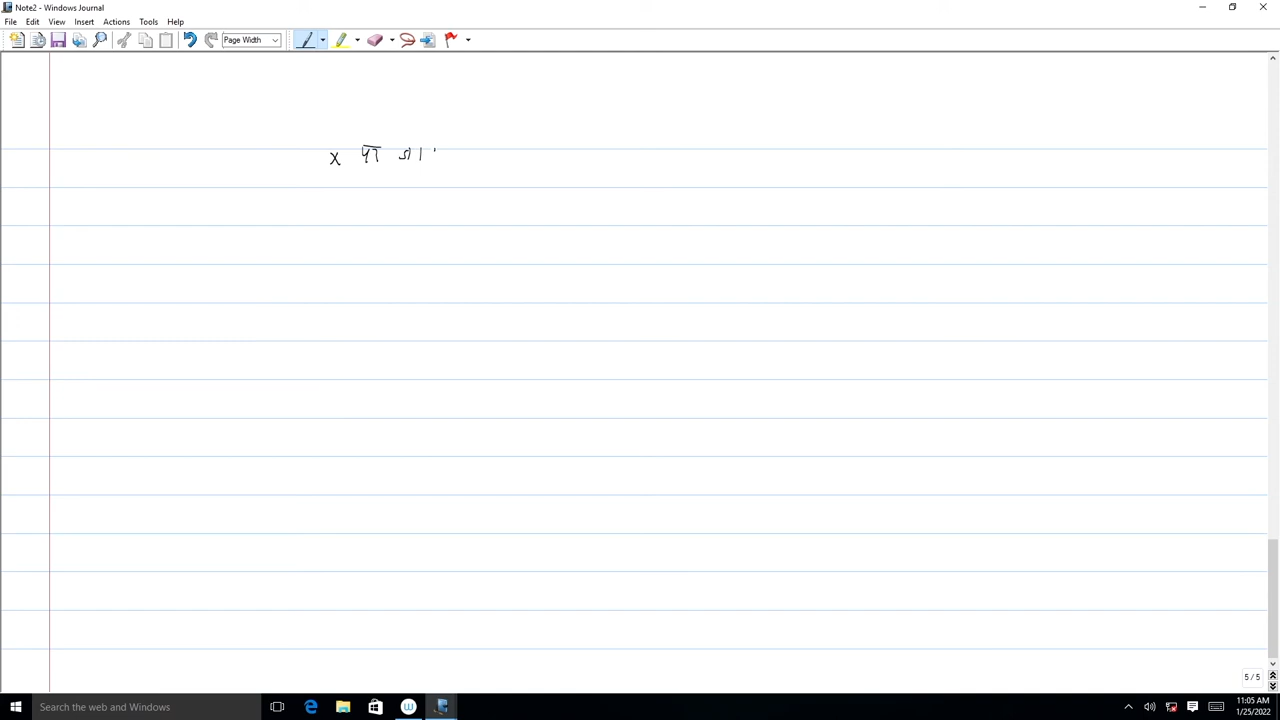 Note2 - Windows Journal
File Edit View Insert Actions Tools Help
Page Width
X
5 / 5
Search the web and Windows
11:05 AM
1/25/2022